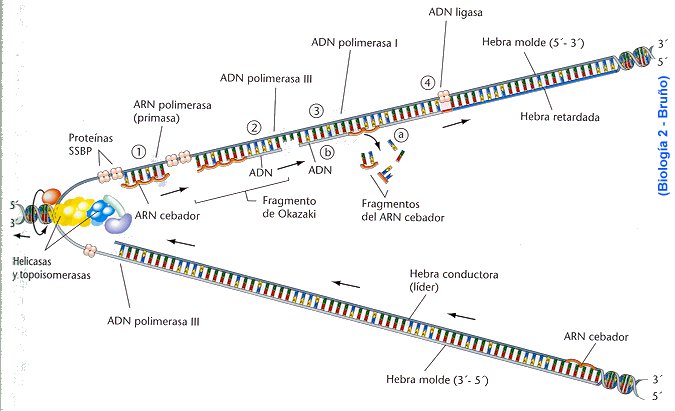 ADN ligasa
Hebra molde (5´- 3´)
3´
5´
ADN polimerasa I
ADN polimerasa III
ARN polimerasa
(primasa)
Proteínas
SSBP
1
2
3
4
a
b
Hebra retardada
ADN
ADN
ARN cebador
Fragmento
de Okazaki
Fragmentos
del ARN cebador
5´
3´
Helicasas
y topoisomerasas
ADN polimerasa III
Hebra conductora
(líder)
ARN cebador
Hebra molde (3´- 5´)
3´
5´
(Biología 2 - Bruño)